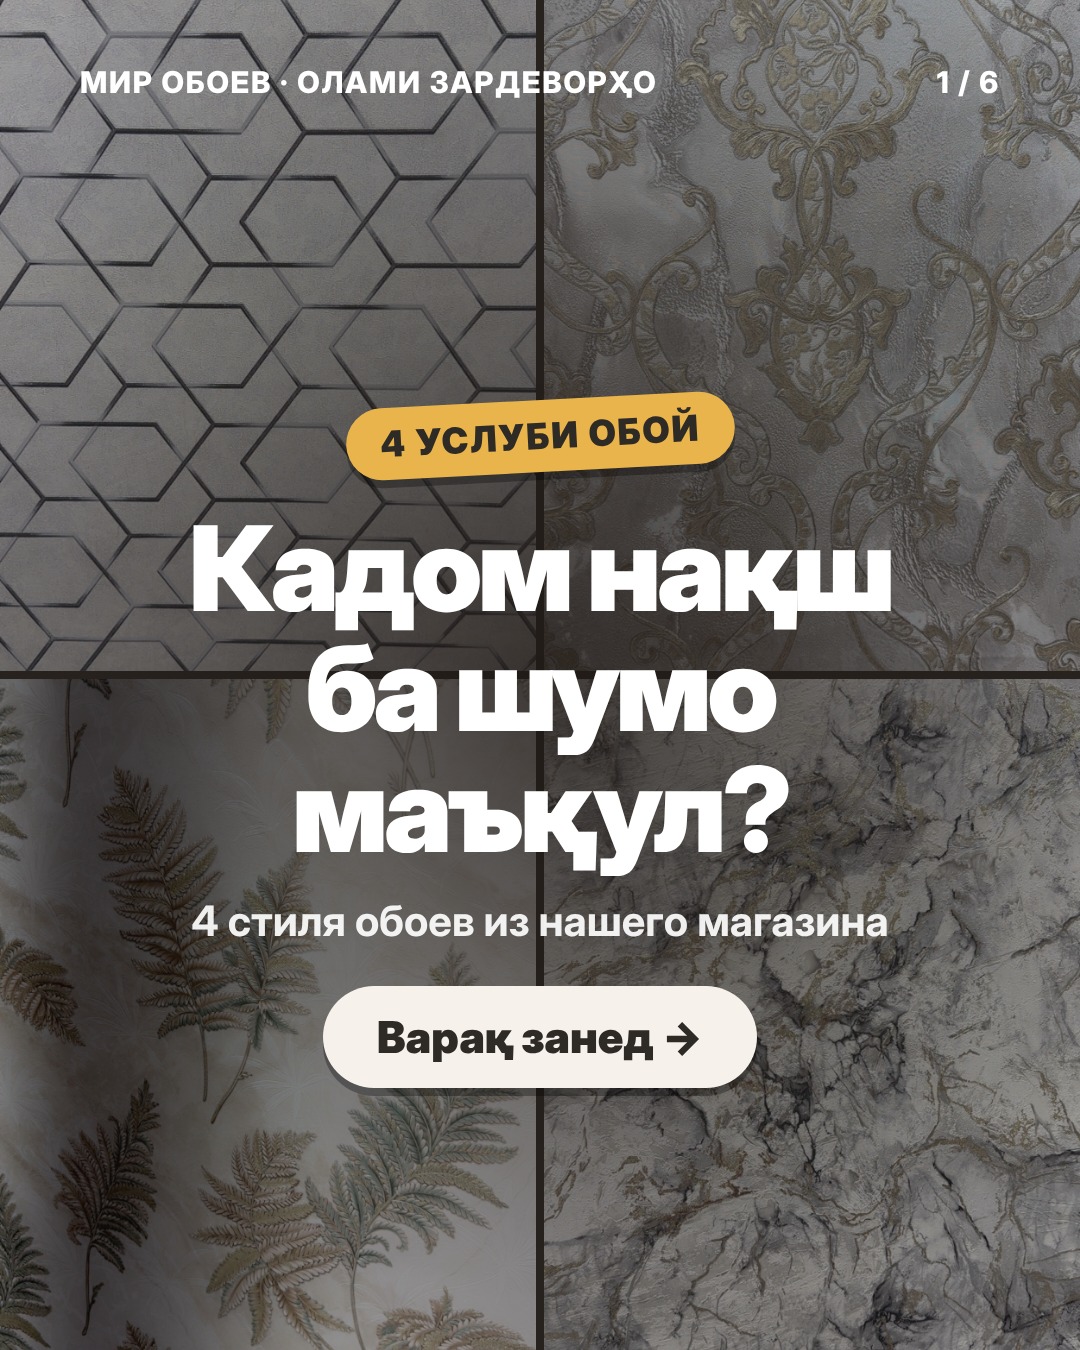 МИР ОБОЕВ · ОЛАМИ ЗАРДЕВОРҲО
1 / 6
4 УСЛУБИ ОБОЙ
Кадом нақш
ба шумо
маъқул?
4 стиля обоев из нашего магазина
Варақ занед →